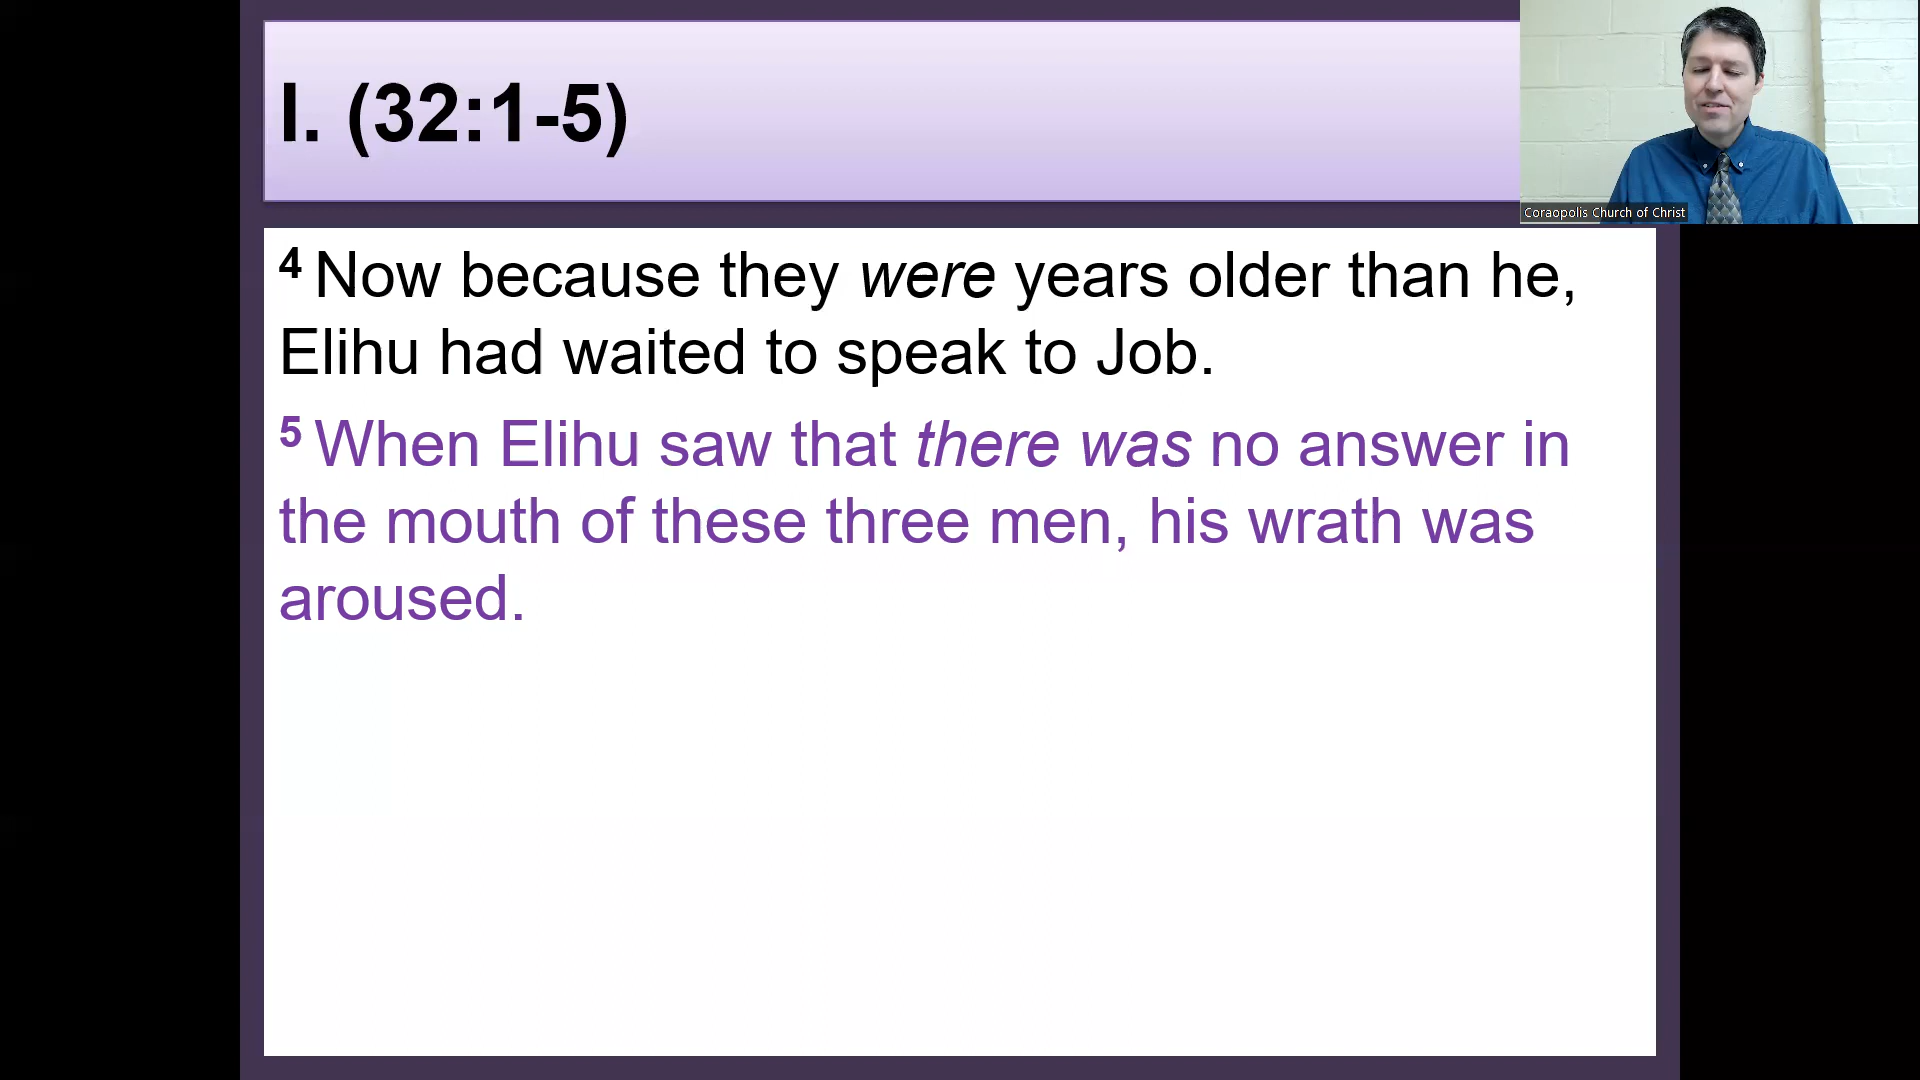 I. (32:1-5)
Coraopolis Church of Christ
4 Now because they were years older than he,
Elihu had waited to speak to Job.
5 When Elihu saw that there was no answer in
the mouth of these three men, his wrath was
aroused.